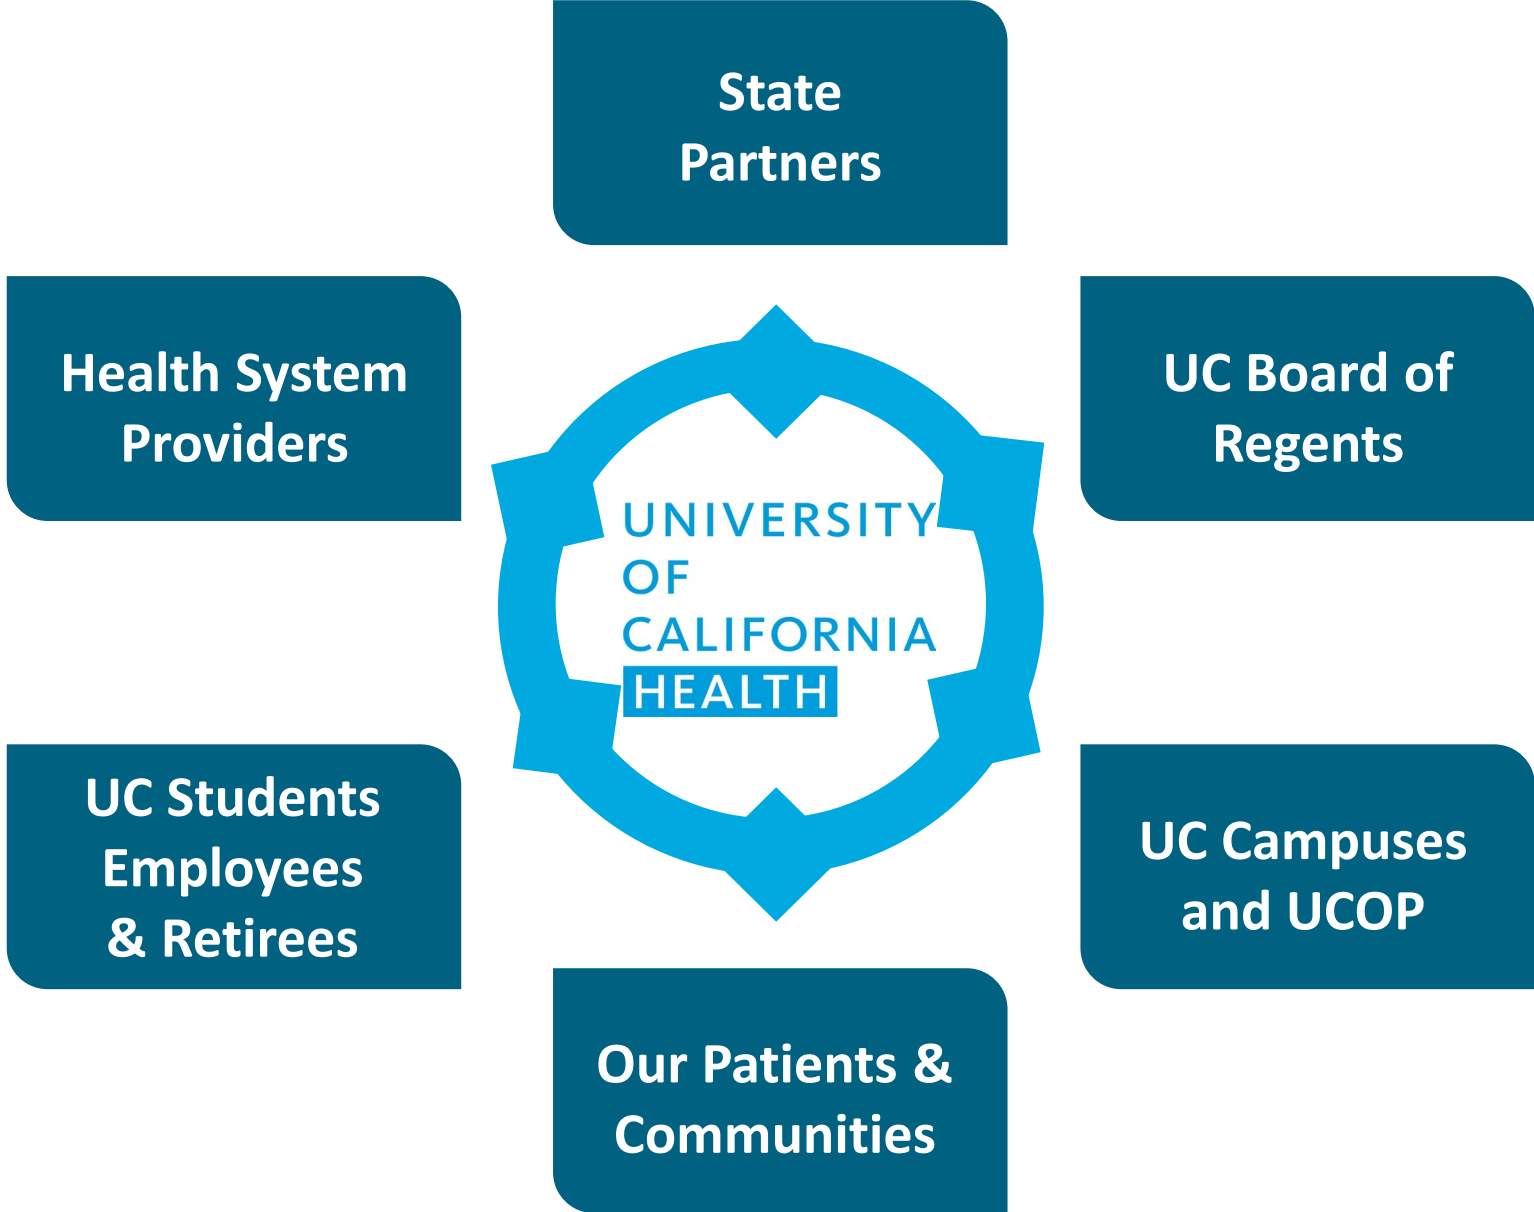 State
Partners
Health System
Providers
UC Board of
Regents
UNIVERSITY
OF
CALIFORNIA
HEALTH
UC Students
Employees
& Retirees
UC Campuses
and UCOP
Our Patients &
Communities